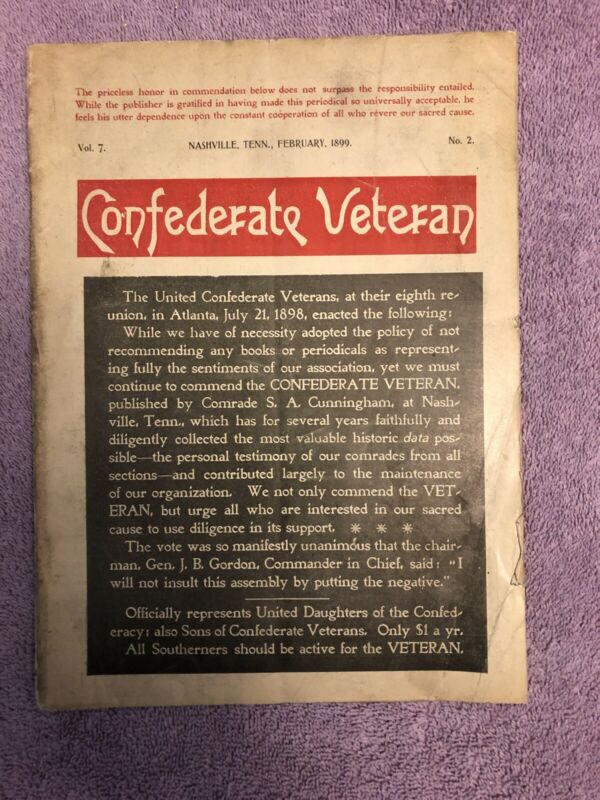 The priceless honor in commendation below does not surpass the responsibility entailed.
While the publisher is gratified in having made this periodical so universally acceptable, he
feels his utter dependence upon the constant coöperation of all who revere our sacred cause.
Vol. 7. NASHVILLE, TENN., FEBRUARY, 1899. No. 2.
Confederate Veteran
The United Confederate Veterans, at their eighth re-
union, in Atlanta, July 21, 1898, enacted the following:
While we have of necessity adopted the policy of not
recommending any books or periodicals as represent-
ing fully the sentiments of our association, yet we must
continue to commend the CONFEDERATE VETERAN,
published by Comrade S. A. Cunningham, at Nash-
ville, Tenn., which has for several years faithfully and
diligently collected the most valuable historic data pos-
sible—the personal testimony of our comrades from all
sections—and contributed largely to the maintenance
of our organization. We not only commend the VET-
ERAN, but urge all who are interested in our sacred
cause to use diligence in its support. * * *
The vote was so manifestly unanimous that the chair-
man, Gen. J. B. Gordon, Commander in Chief, said: "I
will not insult this assembly by putting the negative."
Officially represents United Daughters of the Confed-
eracy; also Sons of Confederate Veterans. Only $1 a yr.
All Southerners should be active for the VETERAN.